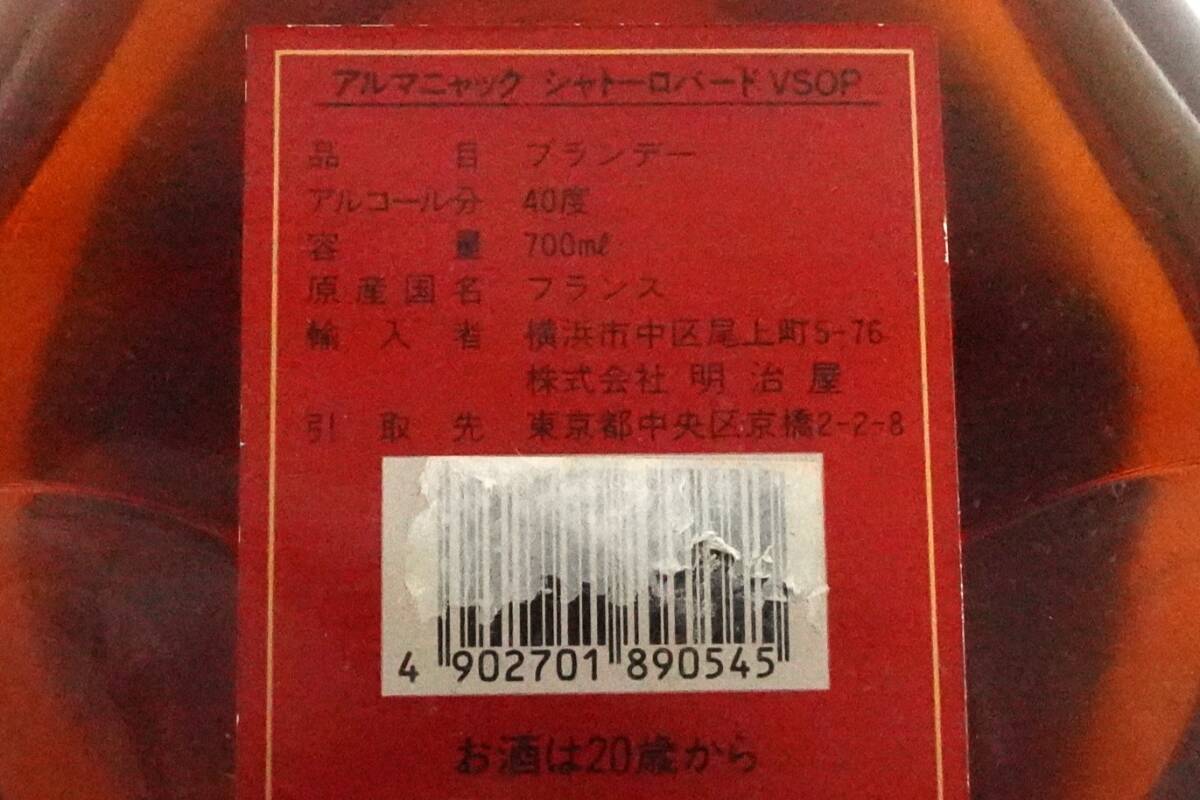 アルマニャック シャトーロバード VSOP
品目 ブランデー
アルコール分 40度
容量 700mℓ
原産国名 フランス
輸入者 横浜市中区尾上町5-76
株式会社 明治屋
引取先 東京都中央区京橋2-2-8
4 902701 890545
お酒は20歳から